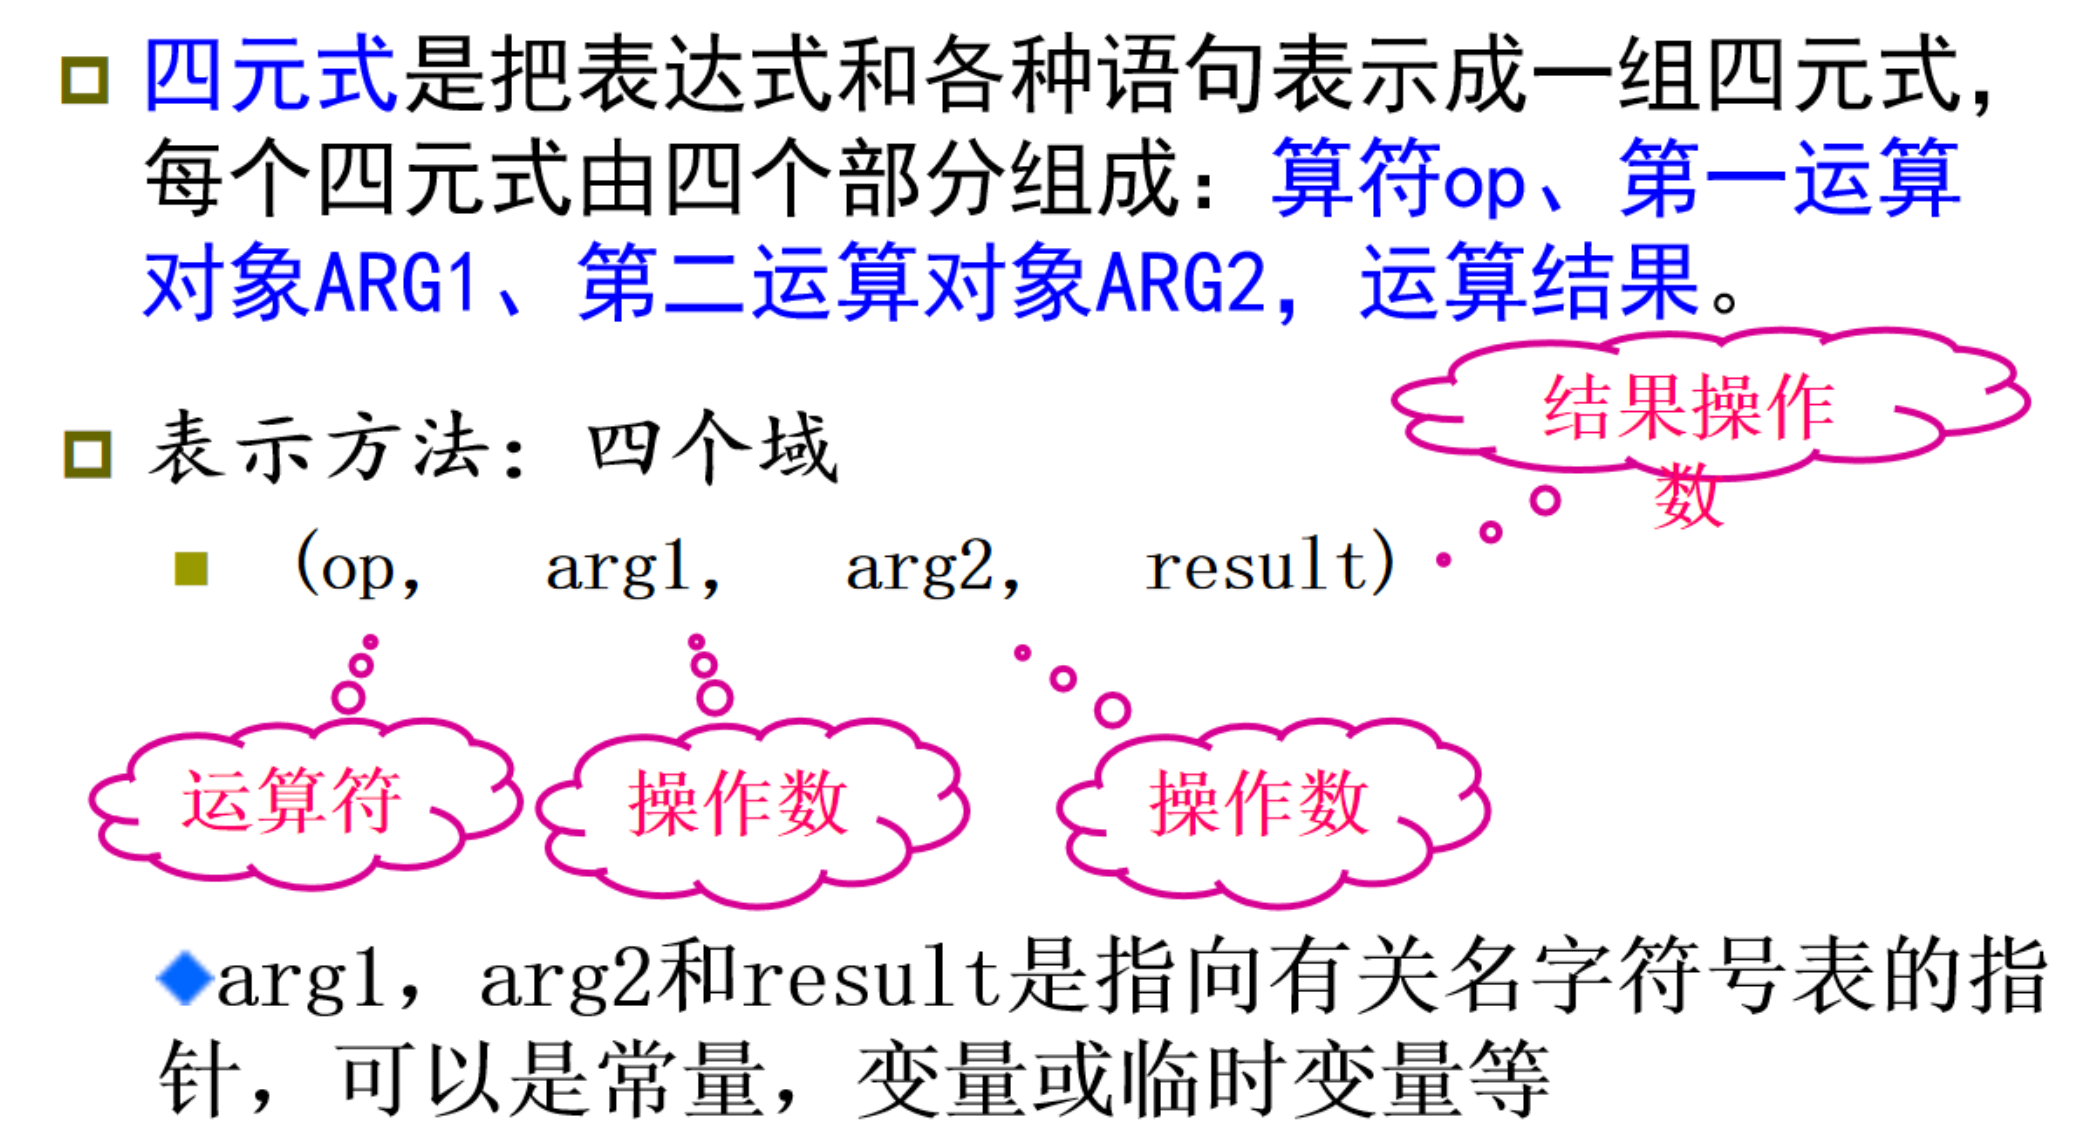 四元式是把表达式和各种语句表示成一组四元式，
每个四元式由四个部分组成：算符op、第一运算
对象ARG1、第二运算对象ARG2，运算结果。
结果操作
数
表示方法：四个域
(op, arg1, arg2, result)
运算符 操作数 操作数
arg1，arg2和result是指向有关名字符号表的指
针，可以是常量，变量或临时变量等